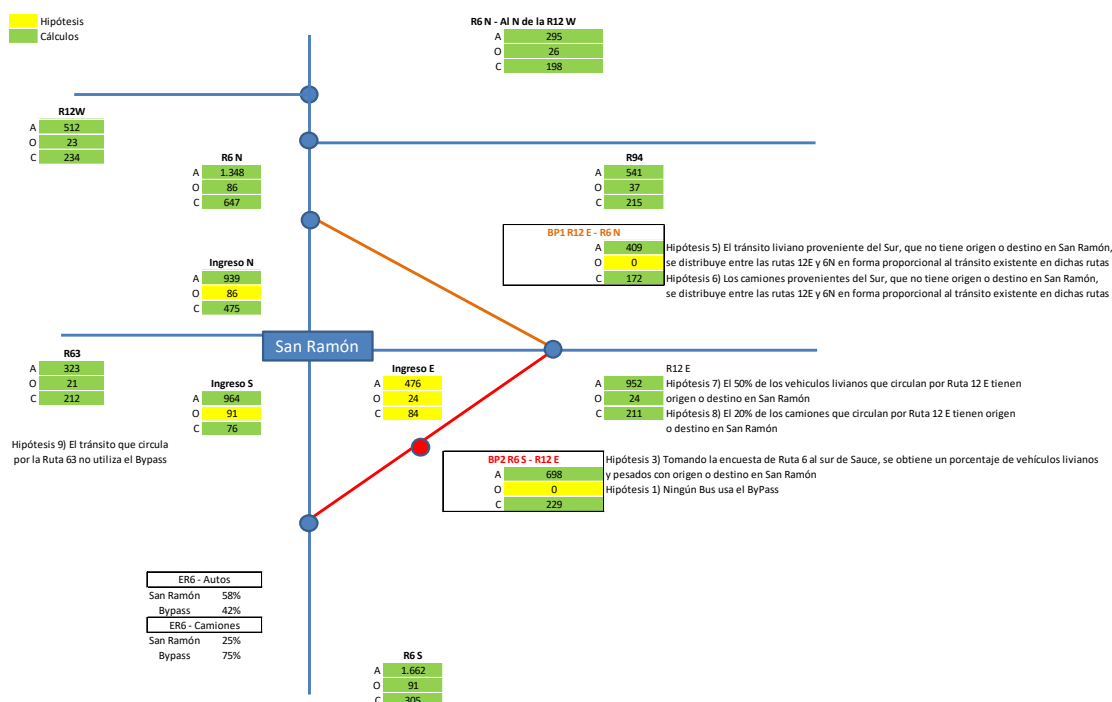 Hipótesis
Cálculos
R6 N - Al N de la R12 W
A 295
O 26
C 198
R12W
A 512
O 23
C 234
R6 N
A 1.348
O 86
C 647
R94
A 541
O 37
C 215
BP1 R12 E - R6 N
A 409
O 0
C 172
Hipótesis 5) El tránsito liviano proveniente del Sur, que no tiene origen o destino en San Ramón,
se distribuye entre las rutas 12E y 6N en forma proporcional al tránsito existente en dichas rutas
Hipótesis 6) Los camiones provenientes del Sur, que no tiene origen o destino en San Ramón,
se distribuye entre las rutas 12E y 6N en forma proporcional al tránsito existente en dichas rutas
Ingreso N
A 939
O 86
C 475
San Ramón
R63
A 323
O 21
C 212
Ingreso S
A 964
O 91
C 76
Ingreso E
A 476
O 24
C 84
R12 E
A 952
O 24
C 211
Hipótesis 7) El 50% de los vehiculos livianos que circulan por Ruta 12 E tienen
origen o destino en San Ramón
Hipótesis 8) El 20% de los camiones que circulan por Ruta 12 E tienen origen
o destino en San Ramón
Hipótesis 9) El tránsito que circula
por la Ruta 63 no utiliza el Bypass
BP2 R6 S - R12 E
A 698
O 0
C 229
Hipótesis 3) Tomando la encuesta de Ruta 6 al sur de Sauce, se obtiene un porcentaje de vehículos livianos
y pesados con origen o destino en San Ramón
Hipótesis 1) Ningún Bus usa el ByPass
ER6 - Autos
San Ramón 58%
Bypass 42%
ER6 - Camiones
San Ramón 25%
Bypass 75%
R6 S
A 1.662
O 91
C 305